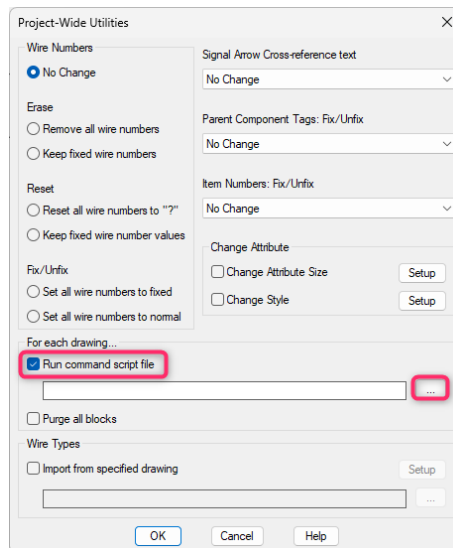 Project-Wide Utilities
Wire Numbers
No Change
Erase
Remove all wire numbers
Keep fixed wire numbers
Reset
Reset all wire numbers to "?"
Keep fixed wire number values
Fix/Unfix
Set all wire numbers to fixed
Set all wire numbers to normal
Signal Arrow Cross-reference text
No Change
Parent Component Tags: Fix/Unfix
No Change
Item Numbers: Fix/Unfix
No Change
Change Attribute
Change Attribute Size Setup
Change Style Setup
For each drawing...
Run command script file
...
Purge all blocks
Wire Types
Import from specified drawing Setup
...
OK Cancel Help